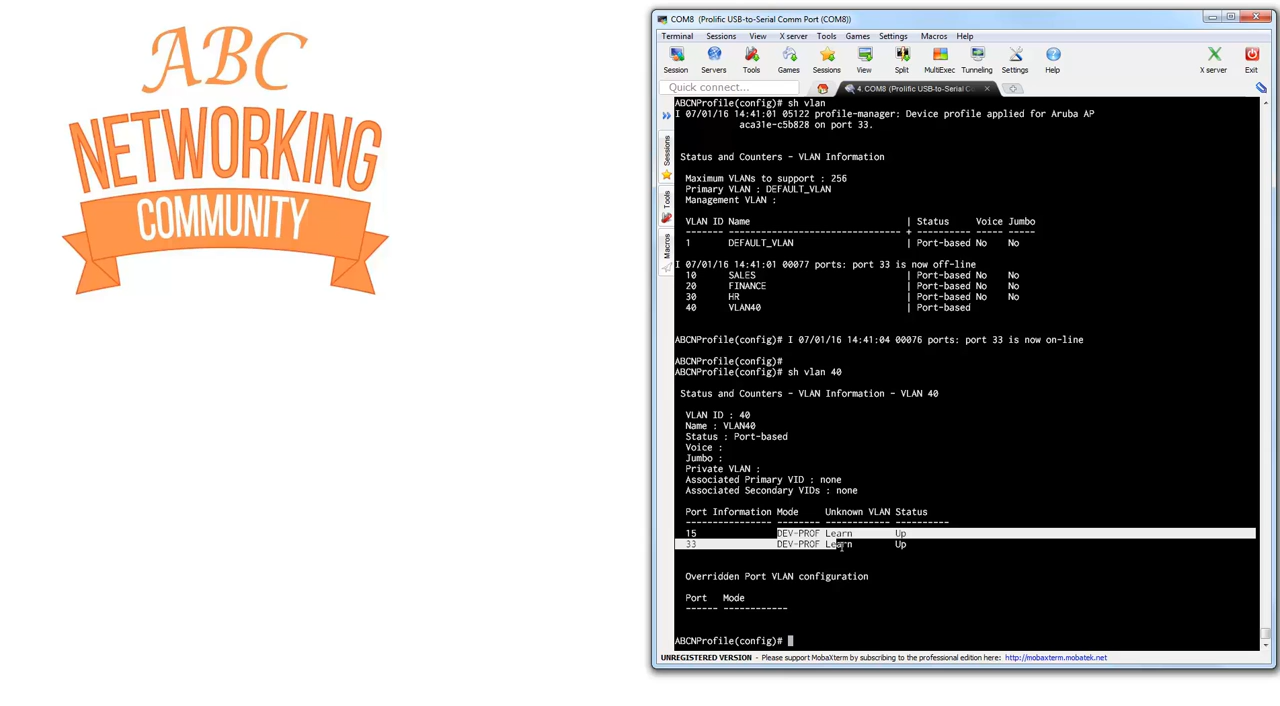 ABC
NETWORKING
COMMUNITY
COM8 (Prolific USB-to-Serial Comm Port (COM8))
Terminal Sessions View X server Tools Games Settings Macros Help
Session Servers Tools Games Sessions View Split MultiExec Tunneling Settings Help X server Exit
Quick connect...
4. COM8 (Prolific USB-to-Serial Co
Sessions
Tools
Macros
ABCNProfile(config)# sh vlan
I 07/01/16 14:41:01 05122 profile-manager: Device profile applied for Aruba AP
aca31e-c5b828 on port 33.
Status and Counters - VLAN Information
Maximum VLANs to support : 256
Primary VLAN : DEFAULT_VLAN
Management VLAN :
VLAN ID Name | Status Voice Jumbo
------- -------------------------------- + ---------- ----- -----
1 DEFAULT_VLAN | Port-based No No
I 07/01/16 14:41:01 00077 ports: port 33 is now off-line
10 SALES | Port-based No No
20 FINANCE | Port-based No No
30 HR | Port-based No No
40 VLAN40 | Port-based
ABCNProfile(config)# I 07/01/16 14:41:04 00076 ports: port 33 is now on-line
ABCNProfile(config)#
ABCNProfile(config)# sh vlan 40
Status and Counters - VLAN Information - VLAN 40
VLAN ID : 40
Name : VLAN40
Status : Port-based
Voice :
Jumbo :
Private VLAN :
Associated Primary VID : none
Associated Secondary VIDs : none
Port Information Mode Unknown VLAN Status
---------------- -------- ------------ ----------
15 DEV-PROF Learn Up
33 DEV-PROF Learn Up
Overridden Port VLAN configuration
Port Mode
------ ------------
ABCNProfile(config)#
UNREGISTERED VERSION - Please support MobaXterm by subscribing to the professional edition here: http://mobaxterm.mobatek.net